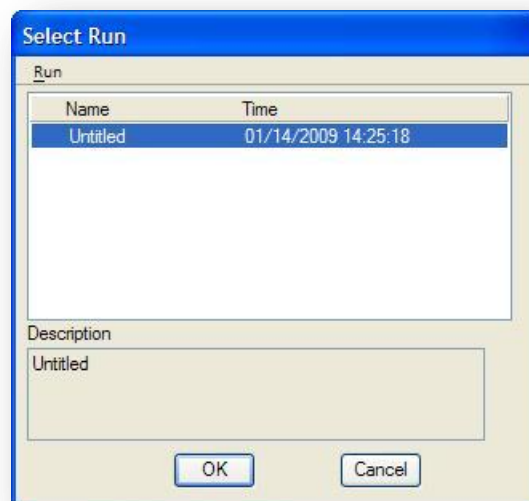 Select Run
Run
Name Time
Untitled 01/14/2009 14:25:18
Description
Untitled
OK Cancel